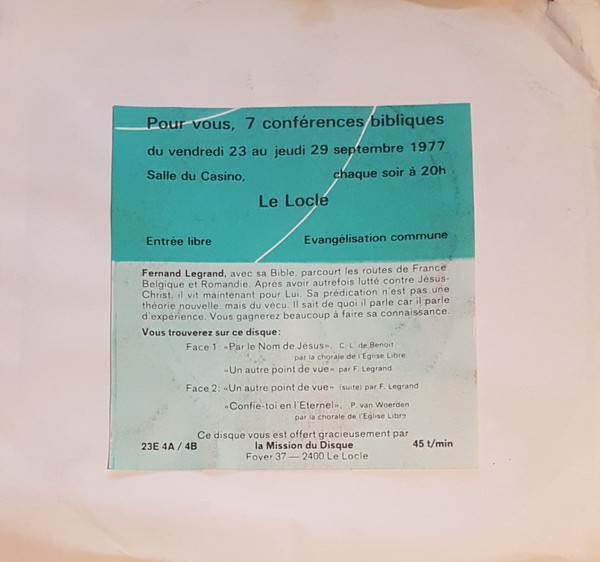 Pour vous, 7 conférences bibliques
du vendredi 23 au jeudi 29 septembre 1977
Salle du Casino, chaque soir à 20h
Le Locle
Entrée libre Evangélisation commune
Fernand Legrand, avec sa Bible, parcourt les routes de France
Belgique et Romandie. Après avoir autrefois lutté contre Jésus-
Christ, il vit maintenant pour Lui. Sa prédication n'est pas une
théorie nouvelle, mais du vécu. Il sait de quoi il parle car il parle
d'expérience. Vous gagnerez beaucoup à faire sa connaissance.
Vous trouverez sur ce disque:
Face 1: «Par le Nom de Jésus», C.-L. de Benoit
par la chorale de l'Eglise Libre
«Un autre point de vue» par F. Legrand
Face 2: «Un autre point de vue» (suite) par F. Legrand
«Confie-toi en l'Eternel», P. van Woerden
par la chorale de l'Eglise Libre
Ce disque vous est offert gracieusement par
23E 4A / 4B la Mission du Disque 45 t/min
Foyer 37 — 2400 Le Locle